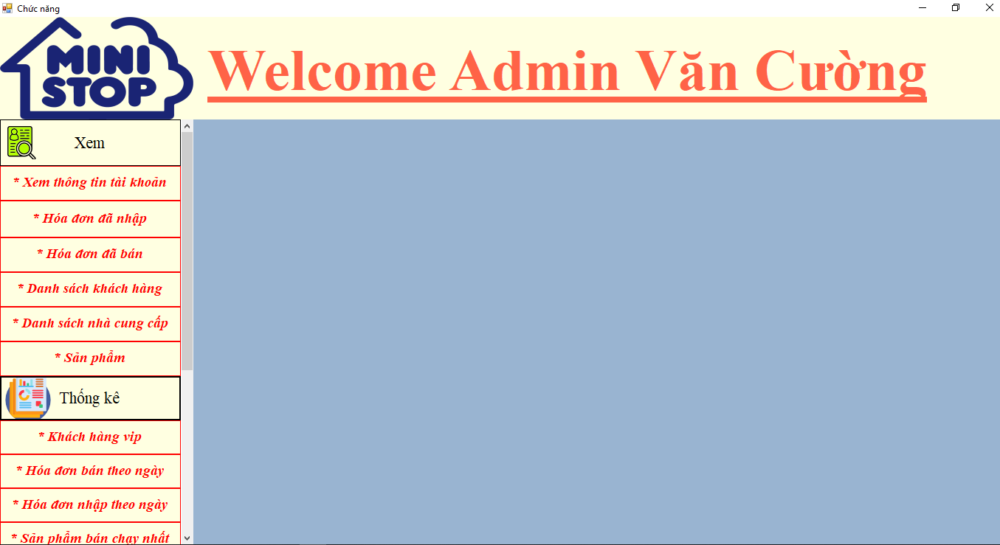 Chức năng
MINI
STOP
Welcome Admin Văn Cường
Xem
* Xem thông tin tài khoản
* Hóa đơn đã nhập
* Hóa đơn đã bán
* Danh sách khách hàng
* Danh sách nhà cung cấp
* Sản phẩm
Thống kê
* Khách hàng vip
* Hóa đơn bán theo ngày
* Hóa đơn nhập theo ngày
* Sản phẩm bán chạy nhất